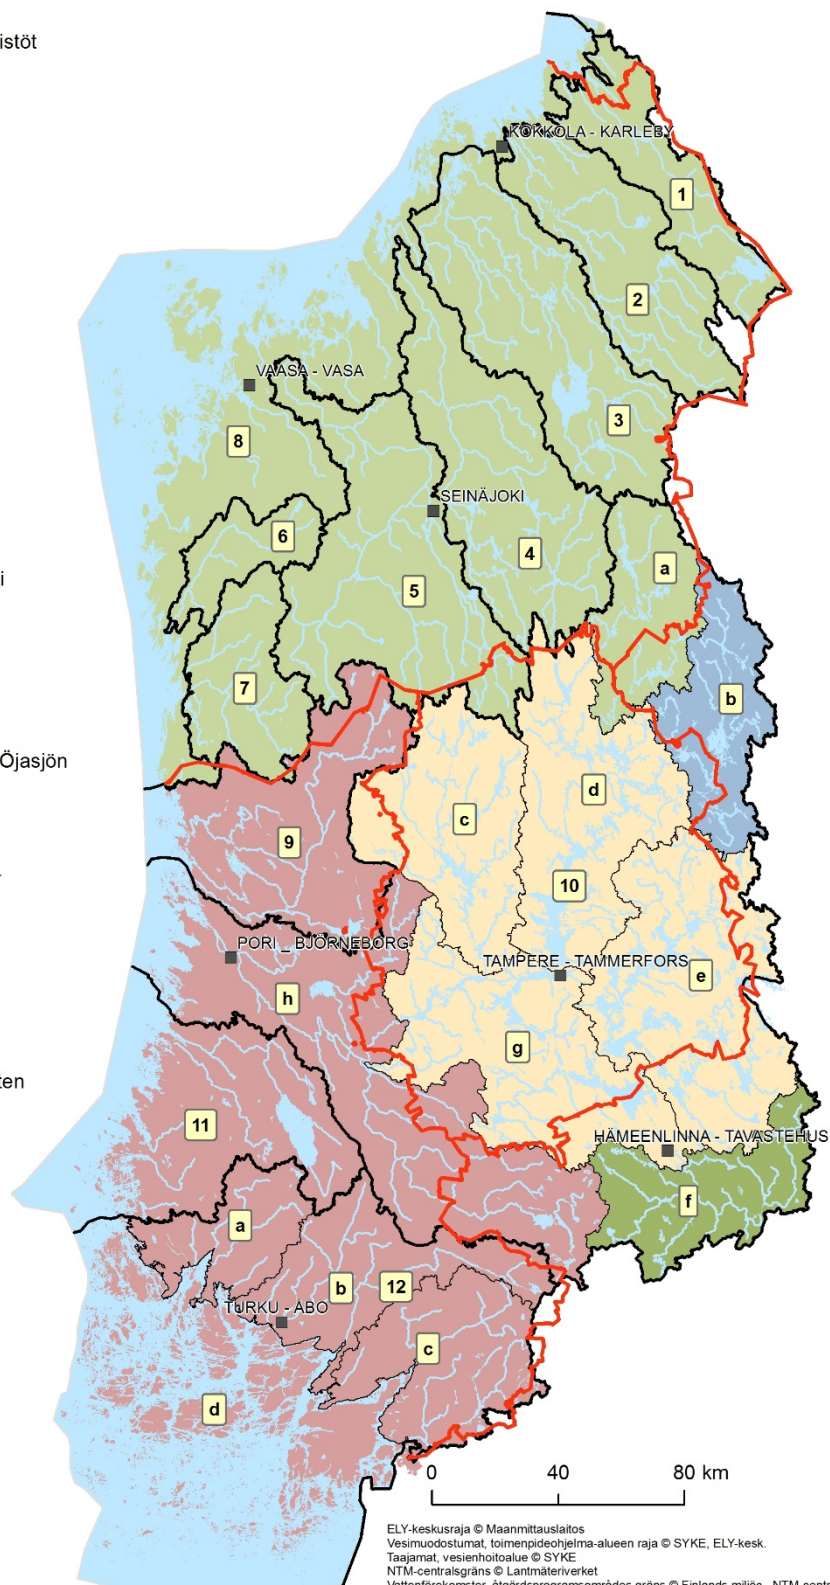 istöt
KOKKOLA - KARLEBY
1
2
VAASA - VASA
3
8
SEINÄJOKI
6
4
a
i
5
7
b
Öjasjön
d
c
9
10
PORI _ BJÖRNEBORG
TAMPERE - TAMMERFORS
e
h
g
ten
11
HÄMEENLINNA - TAVASTEHUS
f
a
b
12
TURKU - ÅBO
c
d
0 40 80 km
ELY-keskusraja © Maanmittauslaitos
Vesimuodostumat, toimenpideohjelma-alueen raja © SYKE, ELY-kesk.
Taajamat, vesienhoitoalue © SYKE
NTM-centralsgräns © Lantmäteriverket